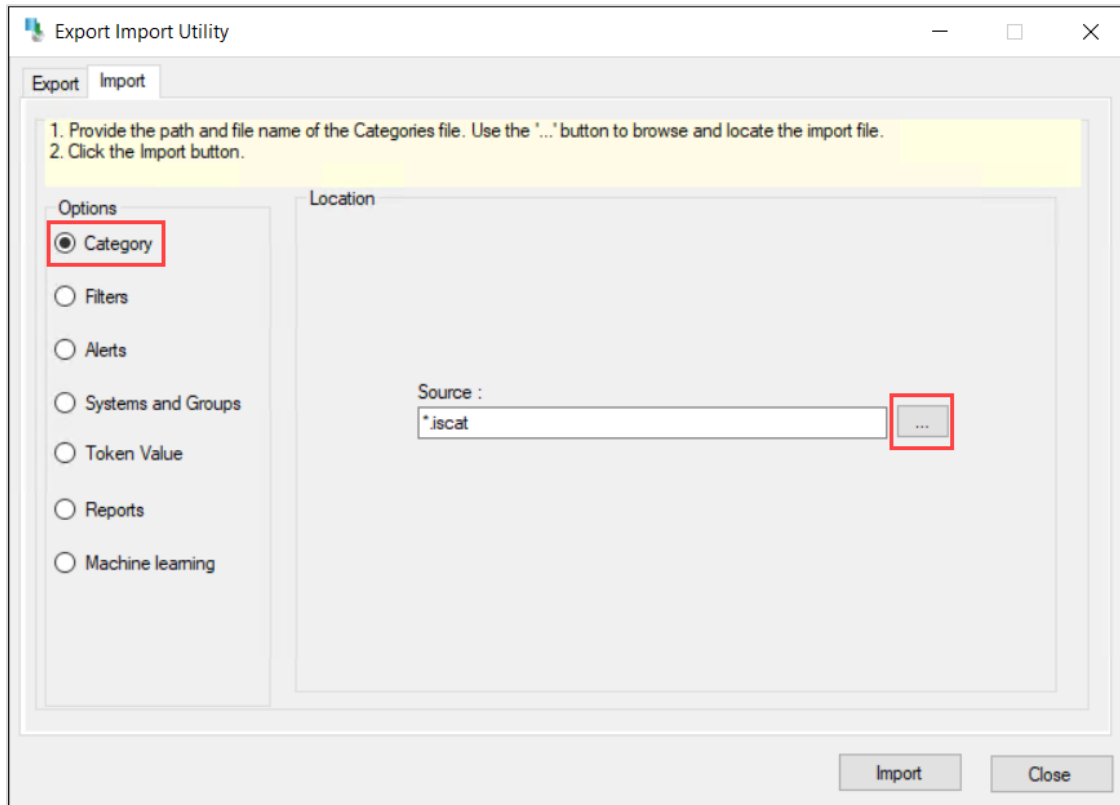 Export Import Utility
Export Import
1. Provide the path and file name of the Categories file. Use the '...' button to browse and locate the import file.
2. Click the Import button.
Options
Location
Category
Filters
Alerts
Systems and Groups
Token Value
Reports
Machine learning
Source :
*.iscat
...
Import
Close